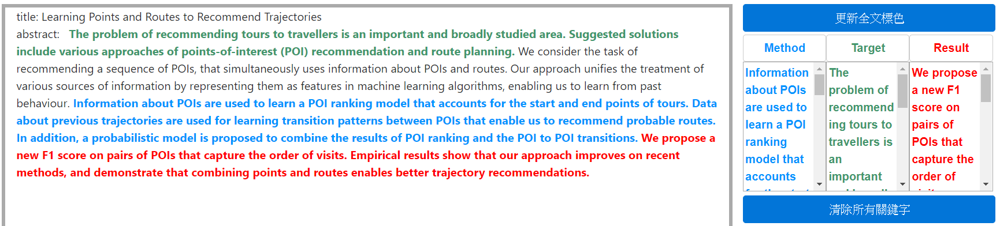 title: Learning Points and Routes to Recommend Trajectories
abstract: The problem of recommending tours to travellers is an important and broadly studied area. Suggested solutions
include various approaches of points-of-interest (POI) recommendation and route planning. We consider the task of
recommending a sequence of POIs, that simultaneously uses information about POIs and routes. Our approach unifies the treatment of
various sources of information by representing them as features in machine learning algorithms, enabling us to learn from past
behaviour. Information about POIs are used to learn a POI ranking model that accounts for the start and end points of tours. Data
about previous trajectories are used for learning transition patterns between POIs that enable us to recommend probable routes.
In addition, a probabilistic model is proposed to combine the results of POI ranking and the POI to POI transitions. We propose a
new F1 score on pairs of POIs that capture the order of visits. Empirical results show that our approach improves on recent
methods, and demonstrate that combining points and routes enables better trajectory recommendations.
更新全文標色
Method
Target
Result
Information
about POIs
are used to
learn a POI
ranking
model that
accounts
The
problem of
recommend
ing tours to
travellers is
an
important
We propose
a new F1
score on
pairs of
POIs that
capture the
order of
清除所有關鍵字